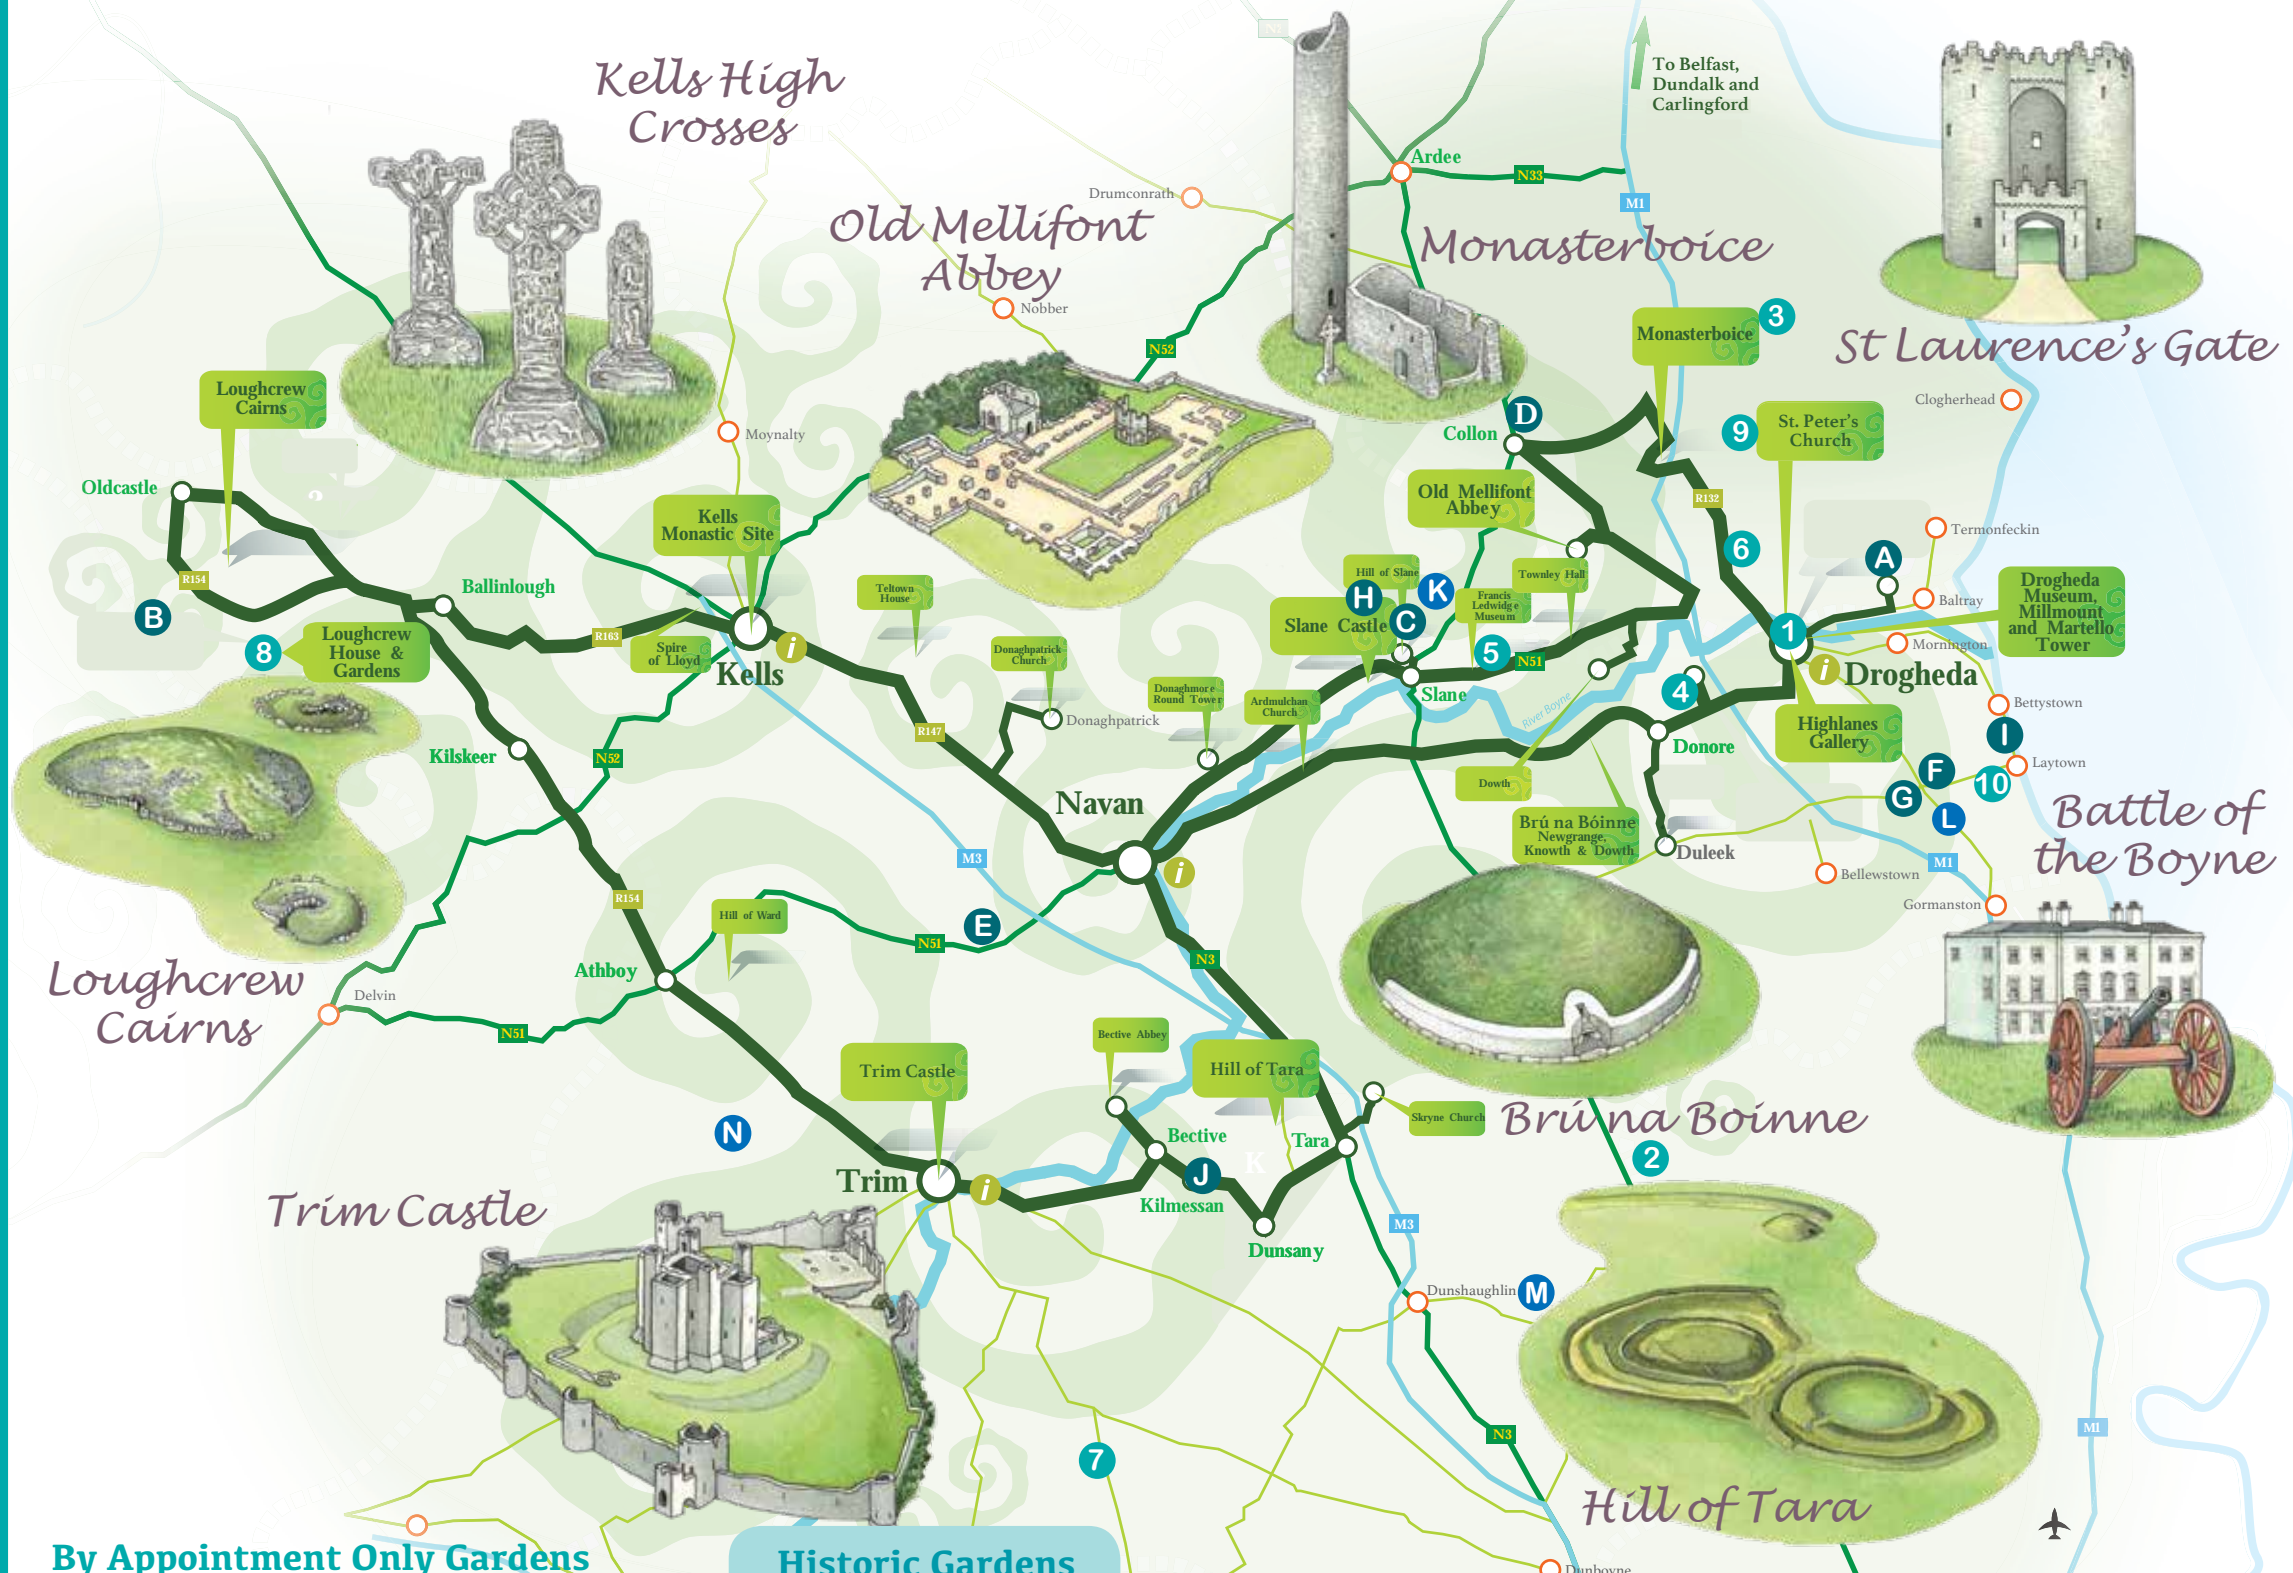 N2
To Belfast,
Dundalk and
Carlingford
Kells High
Crosses
Ardee
N33
M1
Drumconrath
Old Mellifont
Abbey
Monasterboice
Nobber
Monasterboice
3
St Laurence's Gate
N52
Loughcrew
Cairns
Clogherhead
Moynalty
Collon
D
9
St. Peter's
Church
Oldcastle
Kells
Monastic Site
Old Mellifont
Abbey
R132
Termonfeckin
6
A
R154
B
Ballinlough
Teltown
House
Hill of Slane
Townley Hall
H
K
C
Slane Castle
Francis
Ledwidge
Museum
Baltray
Drogheda
Museum,
Millmount
and Martello
Tower
8
Loughcrew
House &
Gardens
R163
Spire
of Lloyd
i
Kells
Donaghpatrick
Church
5
N51
1
Mornington
i
Drogheda
Slane
4
River Boyne
Donaghmore
Round Tower
Ardmulchan
Church
Donaghpatrick
R147
Bettystown
Highlanes
Gallery
I
Kilskeer
N52
Donore
Laytown
Dowth
F
10
G
L
Navan
Brú na Bóinne
Newgrange,
Knowth & Dowth
Battle of
the Boyne
Duleek
M3
i
M1
Bellewstown
R154
Hill of Ward
Gormanston
E
N51
N3
Athboy
Loughcrew
Cairns
Delvin
N51
Bective Abbey
Trim Castle
Hill of Tara
Skryne Church
Brú na Boinne
N
Bective
Tara
K
2
Trim
i
J
Kilmessan
Trim Castle
M3
Dunsany
Dunshaughlin
M
N3
M1
7
Hill of Tara
By Appointment Only Gardens
Historic Gardens
Dunboyne